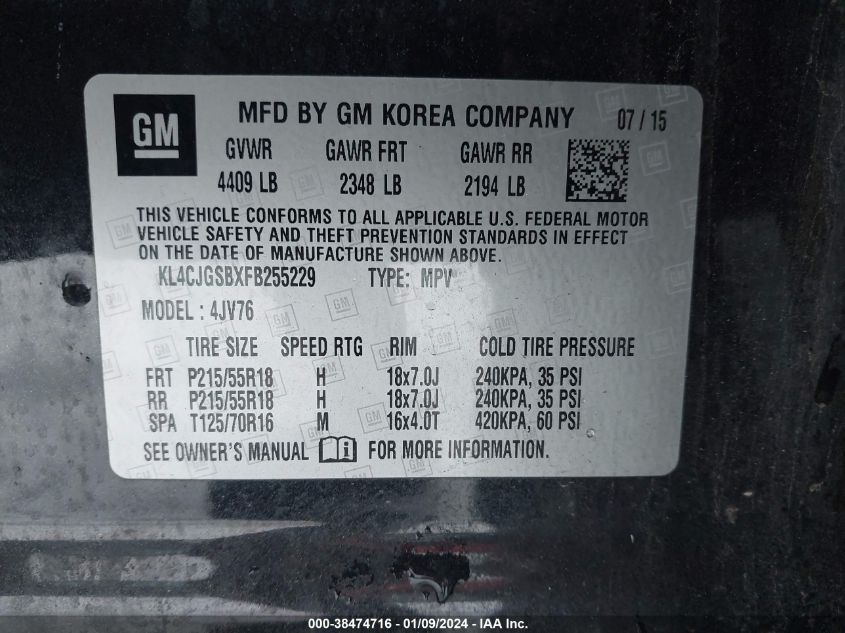 GM
MFD BY GM KOREA COMPANY 07 / 15
GVWR GAWR FRT GAWR RR
4409 LB 2348 LB 2194 LB
THIS VEHICLE CONFORMS TO ALL APPLICABLE U.S. FEDERAL MOTOR
VEHICLE SAFETY AND THEFT PREVENTION STANDARDS IN EFFECT
ON THE DATE OF MANUFACTURE SHOWN ABOVE.
KL4CJGSBXFB255229 TYPE: MPV
MODEL : 4JV76
TIRE SIZE SPEED RTG RIM COLD TIRE PRESSURE
FRT P215/55R18 H 18x7.0J 240KPA, 35 PSI
RR P215/55R18 H 18x7.0J 240KPA, 35 PSI
SPA T125/70R16 M 16x4.0T 420KPA, 60 PSI
SEE OWNER'S MANUAL i FOR MORE INFORMATION.
000-38474716 - 01/09/2024 - IAA Inc.